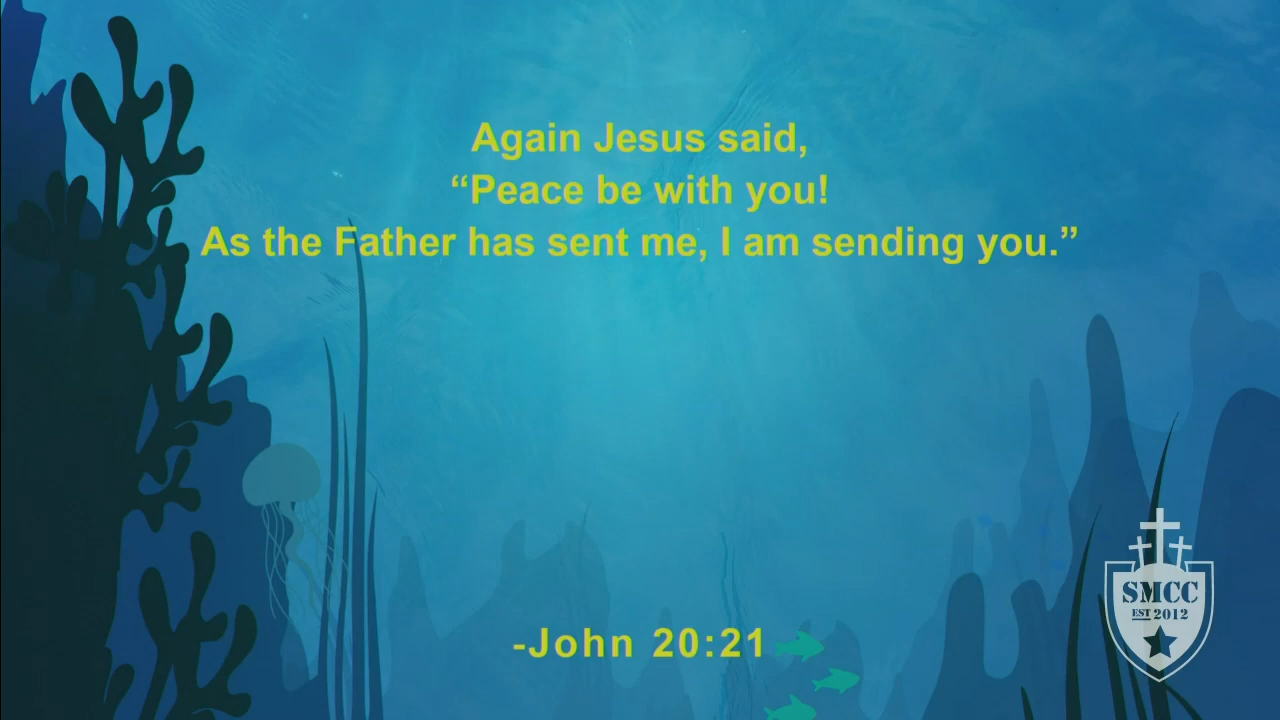 Again Jesus said,
“Peace be with you!
As the Father has sent me, I am sending you.”
-John 20:21
SMCC
EST 2012